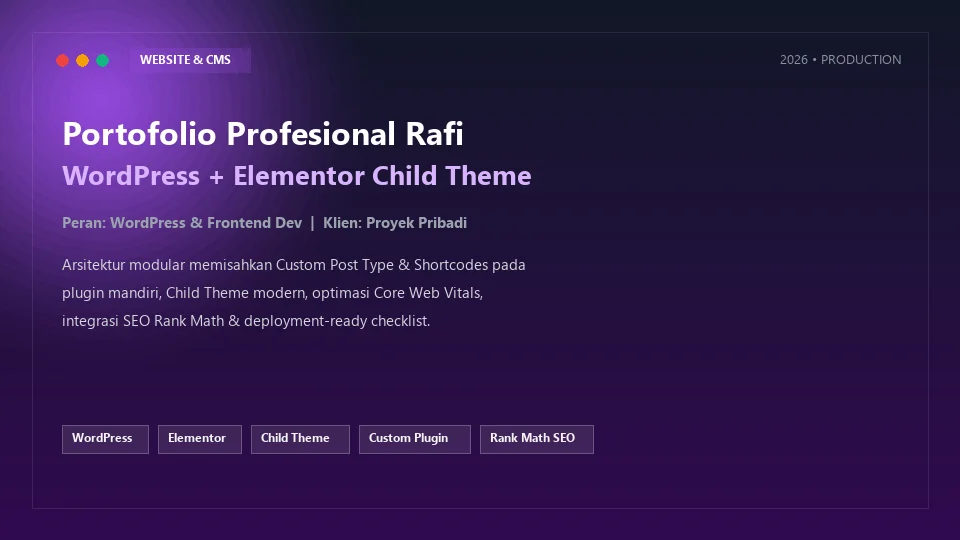 WEBSITE & CMS
2026 • PRODUCTION
Portofolio Profesional Rafi
WordPress + Elementor Child Theme
Peran: WordPress & Frontend Dev | Klien: Proyek Pribadi
Arsitektur modular memisahkan Custom Post Type & Shortcodes pada
plugin mandiri, Child Theme modern, optimasi Core Web Vitals,
integrasi SEO Rank Math & deployment-ready checklist.
WordPress
Elementor
Child Theme
Custom Plugin
Rank Math SEO